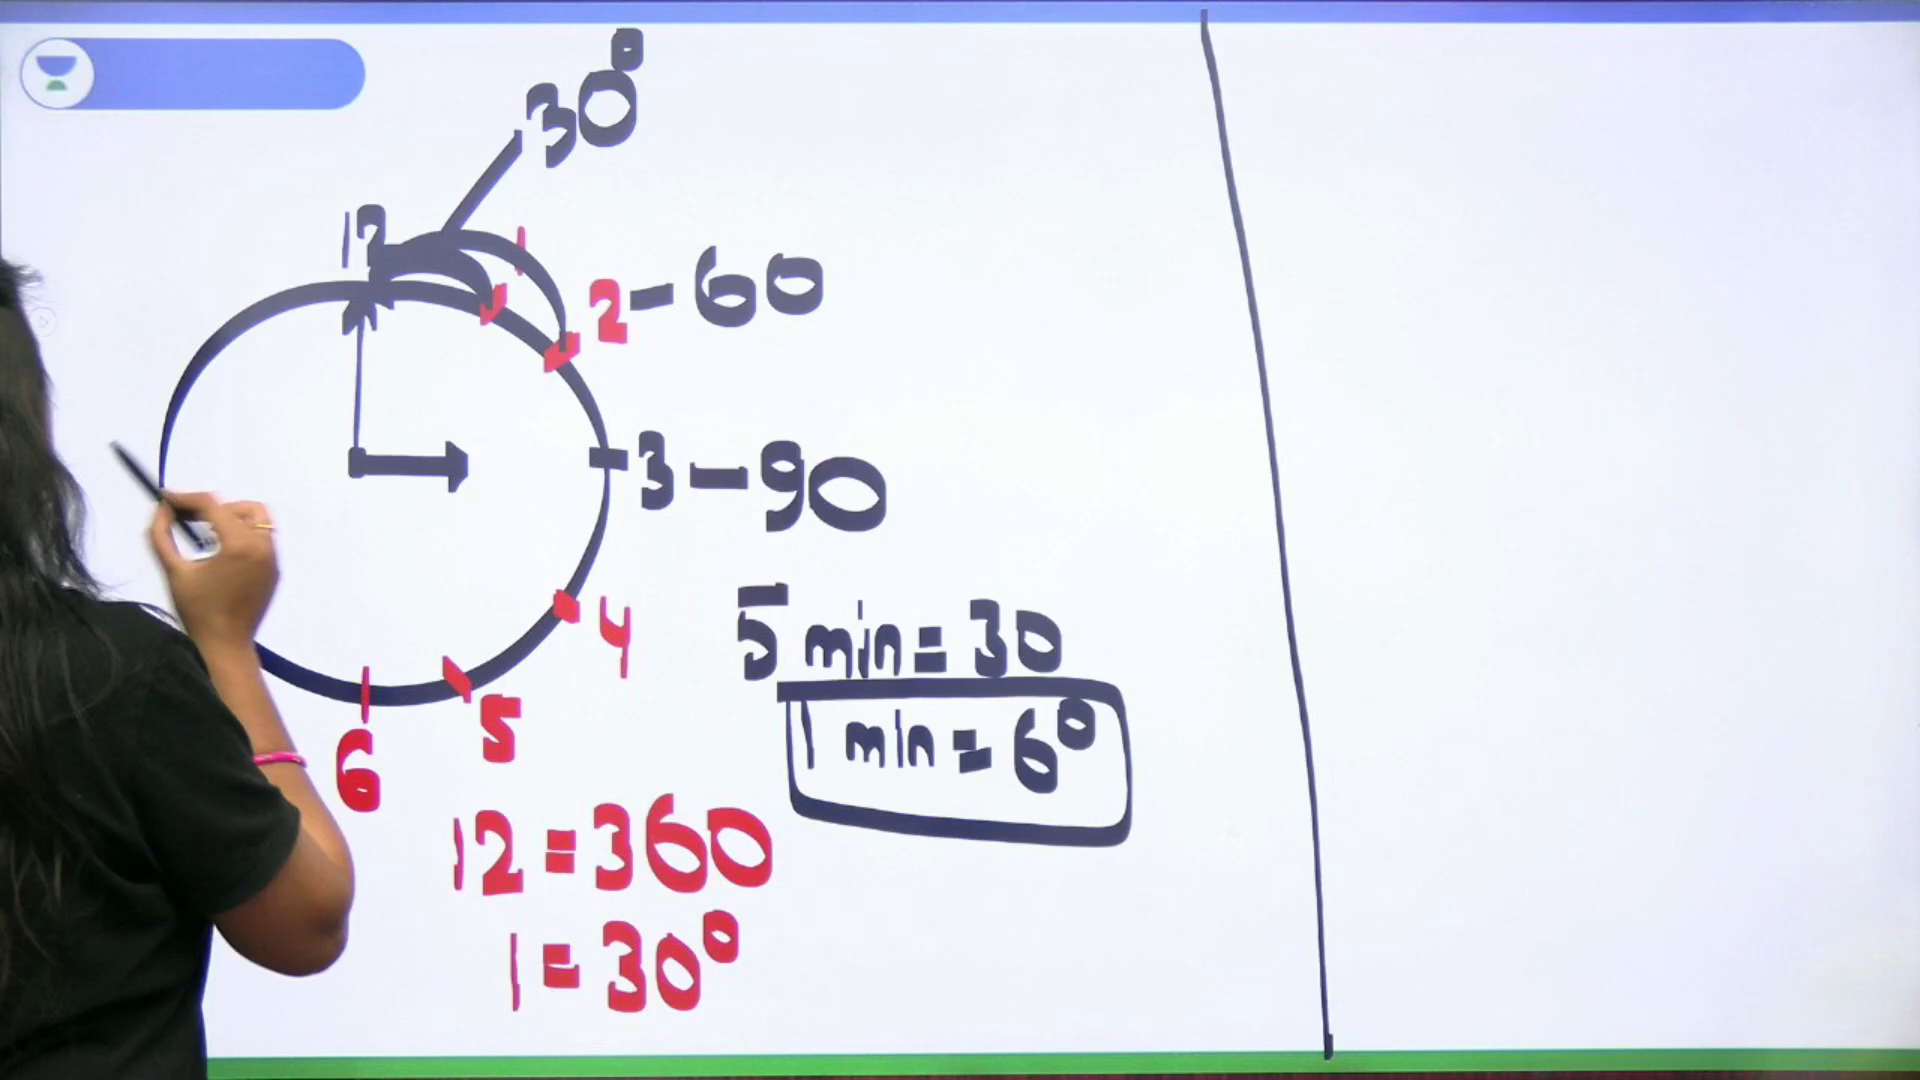 30°
12
1
2 - 60
3 - 90
4
5 min = 30
1 min = 6°
5
6
12 = 360
1 = 30°